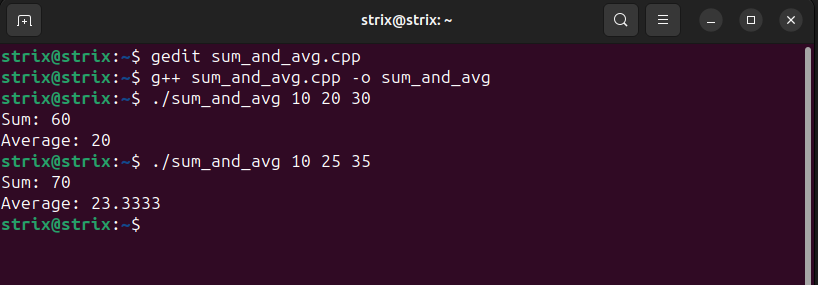 strix@strix: ~
strix@strix:~$ gedit sum_and_avg.cpp
strix@strix:~$ g++ sum_and_avg.cpp -o sum_and_avg
strix@strix:~$ ./sum_and_avg 10 20 30
Sum: 60
Average: 20
strix@strix:~$ ./sum_and_avg 10 25 35
Sum: 70
Average: 23.3333
strix@strix:~$